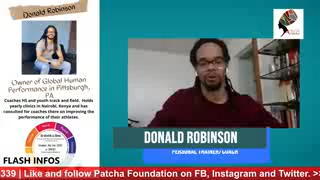 Donald Robinson
Owner of Global Human
Performance in Pittsburgh,
PA
Coaches HS and youth track and field. Holds
yearly clinics in Nairobi, Kenya and has
consulted for coaches there on improving the
performance of their athletes.
FLASH INFOS
DONALD ROBINSON
PERSONAL TRAINER/COACH
339 | Like and follow Patcha Foundation on FB, Instagram and Twitter. >>